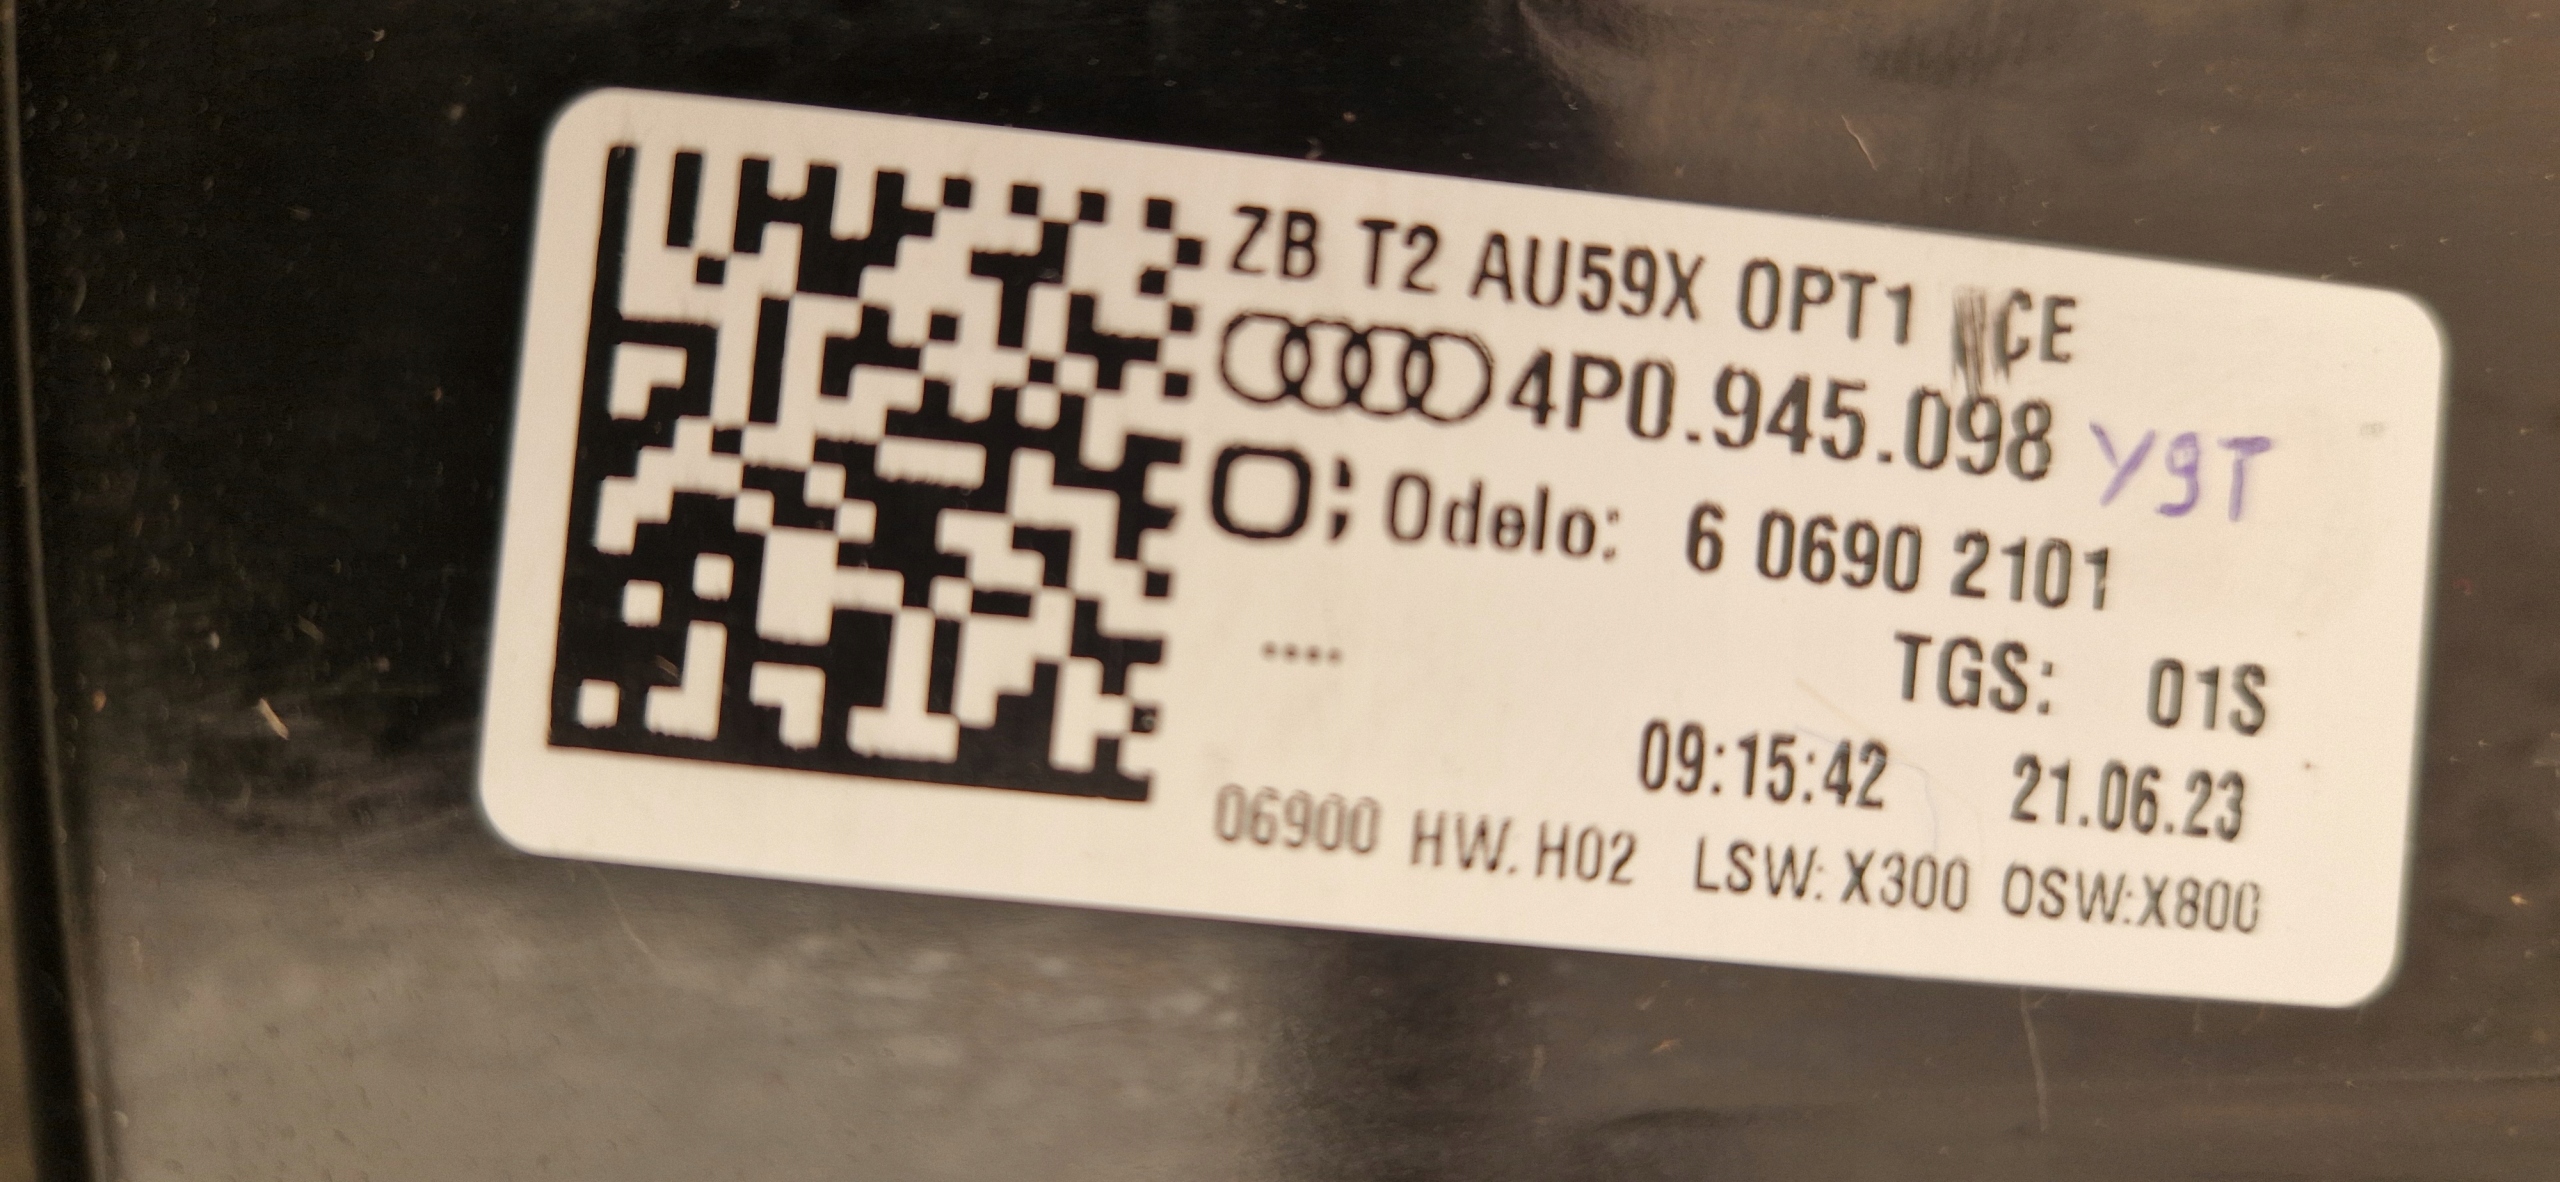 ZB T2 AU59X OPT1 CE
4P0.945.098 Y9T
O; Odelo: 6 0690 2101
....
TGS: 01S
09:15:42 21.06.23
06900 HW. H02 LSW: X300 OSW:X800